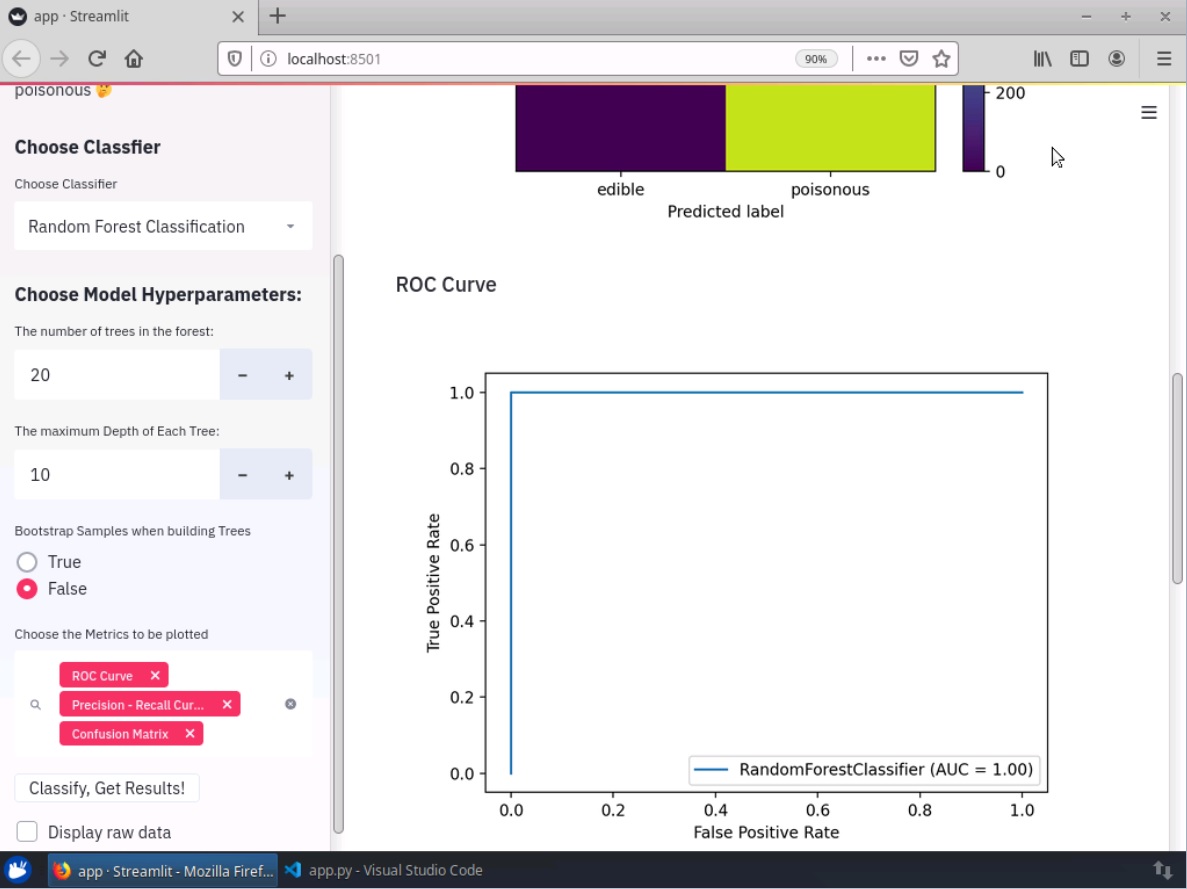 app · Streamlit
localhost:8501
90%
poisonous 🤔
Choose Classfier
Choose Classifier
Random Forest Classification
Choose Model Hyperparameters:
The number of trees in the forest:
20
The maximum Depth of Each Tree:
10
Bootstrap Samples when building Trees
True
False
Choose the Metrics to be plotted
ROC Curve
Precision - Recall Cur...
Confusion Matrix
Classify, Get Results!
Display raw data
200
0
edible
poisonous
Predicted label
ROC Curve
1.0
0.8
0.6
0.4
0.2
0.0
True Positive Rate
RandomForestClassifier (AUC = 1.00)
0.0 0.2 0.4 0.6 0.8 1.0
False Positive Rate
app · Streamlit - Mozilla Firef...
app.py - Visual Studio Code